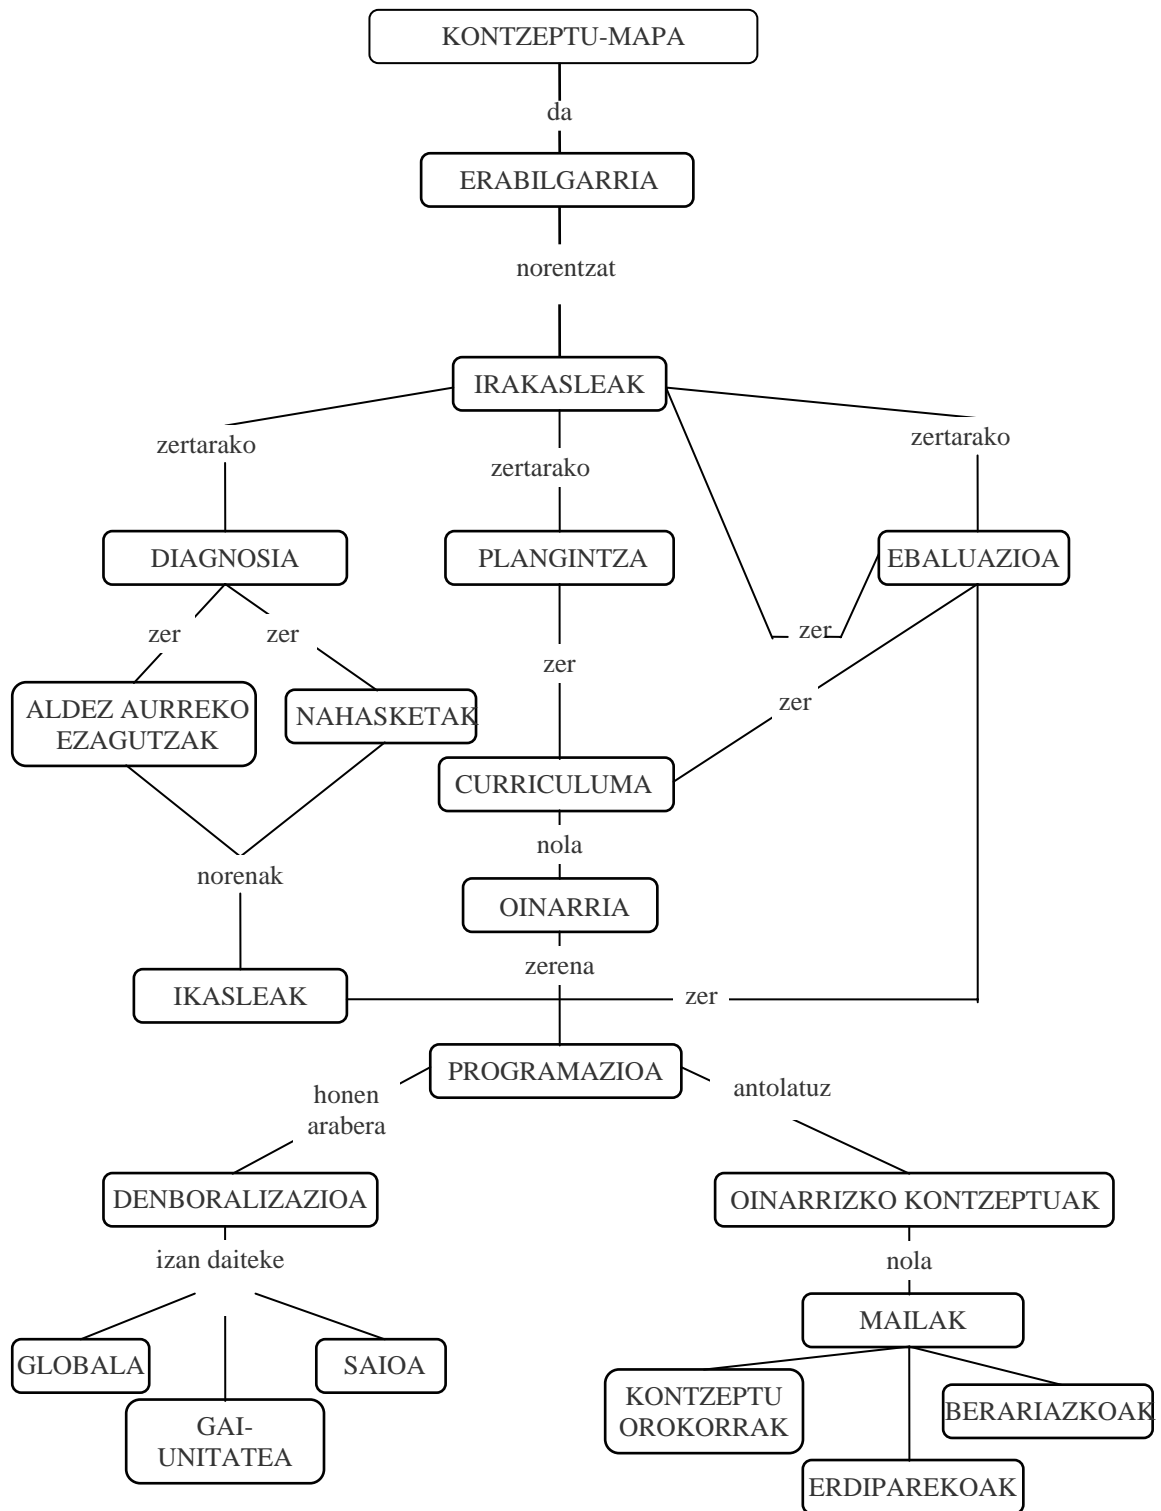 KONTZEPTU-MAPA
da
ERABILGARRIA
norentzat
IRAKASLEAK
zertarako
zertarako
zertarako
DIAGNOSIA
PLANGINTZA
EBALUAZIOA
zer
zer
zer
zer
zer
ALDEZ AURREKO
EZAGUTZAK
NAHASKETAK
CURRICULUMA
nola
norenak
OINARRIA
zerena
IKASLEAK
zer
PROGRAMAZIOA
honen
arabera
antolatuz
DENBORALIZAZIOA
OINARRIZKO KONTZEPTUAK
izan daiteke
nola
MAILAK
GLOBALA
SAIOA
GAI-
UNITATEA
KONTZEPTU
OROKORRAK
BERARIAZKOAK
ERDIPAREKOAK